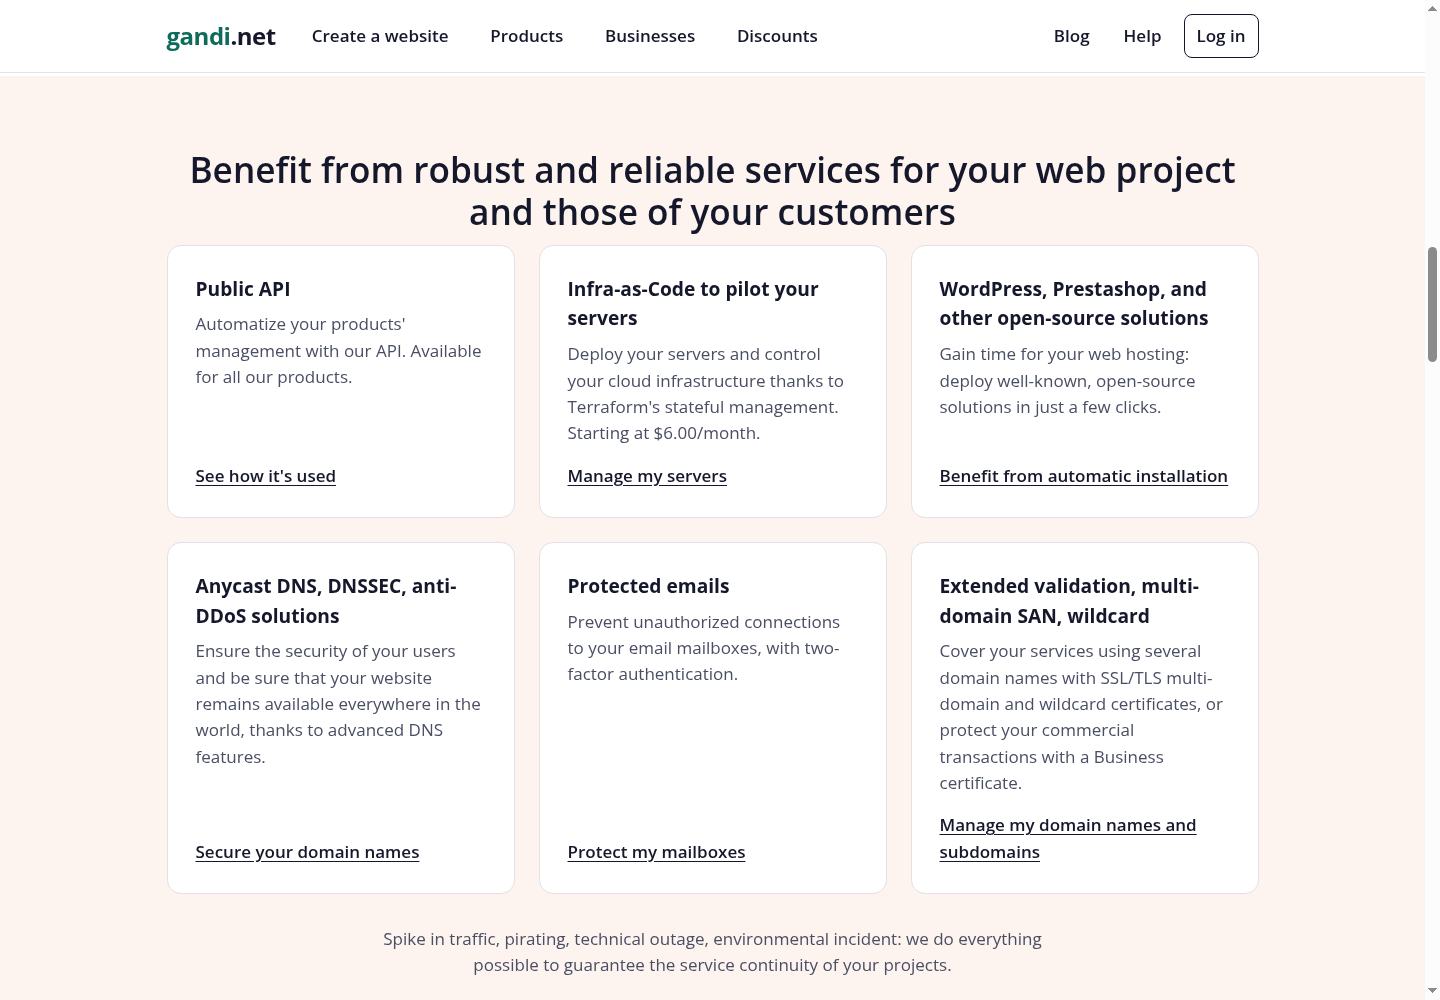 gandi.net Create a website Products Businesses Discounts Blog Help Log in
Benefit from robust and reliable services for your web project
and those of your customers
Public API
Automatize your products'
management with our API. Available
for all our products.
See how it's used
Infra-as-Code to pilot your
servers
Deploy your servers and control
your cloud infrastructure thanks to
Terraform's stateful management.
Starting at $6.00/month.
Manage my servers
WordPress, Prestashop, and
other open-source solutions
Gain time for your web hosting:
deploy well-known, open-source
solutions in just a few clicks.
Benefit from automatic installation
Anycast DNS, DNSSEC, anti-
DDoS solutions
Ensure the security of your users
and be sure that your website
remains available everywhere in the
world, thanks to advanced DNS
features.
Secure your domain names
Protected emails
Prevent unauthorized connections
to your email mailboxes, with two-
factor authentication.
Protect my mailboxes
Extended validation, multi-
domain SAN, wildcard
Cover your services using several
domain names with SSL/TLS multi-
domain and wildcard certificates, or
protect your commercial
transactions with a Business
certificate.
Manage my domain names and
subdomains
Spike in traffic, pirating, technical outage, environmental incident: we do everything
possible to guarantee the service continuity of your projects.